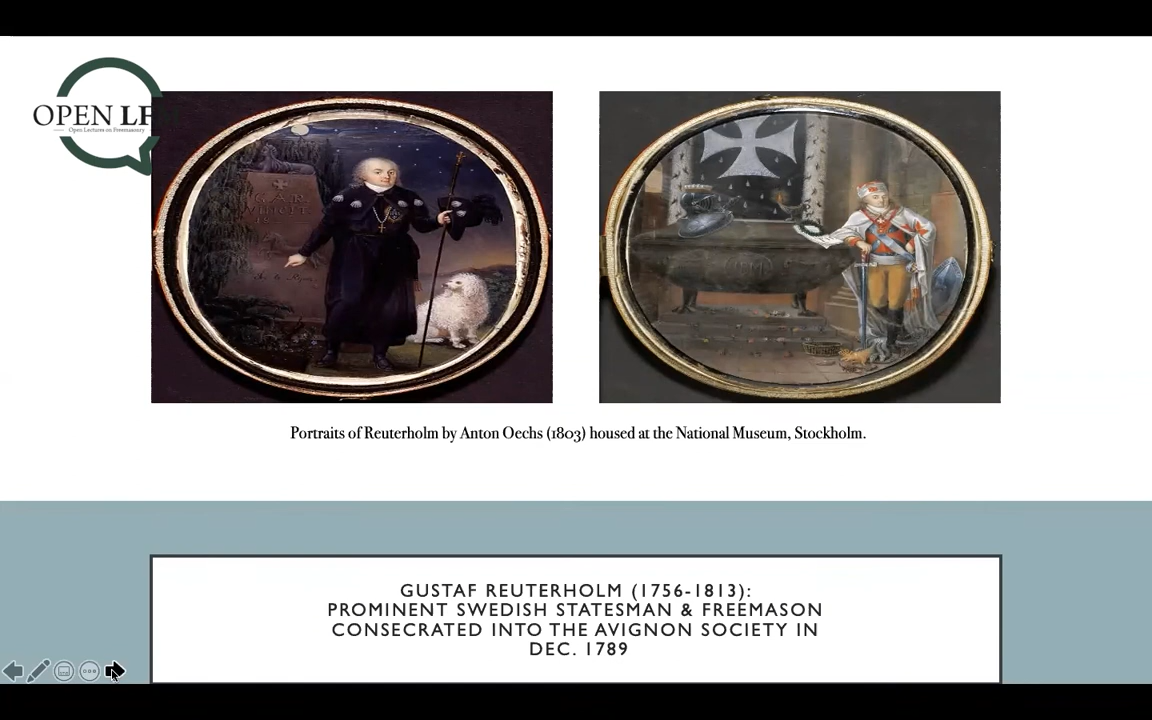 OPEN LE
Open Lectures on Freemasonry
Portraits of Reuterholm by Anton Oechs (1803) housed at the National Museum, Stockholm.
GUSTAF REUTERHOLM (1756-1813):
PROMINENT SWEDISH STATESMAN & FREEMASON
CONSECRATED INTO THE AVIGNON SOCIETY IN
DEC. 1789